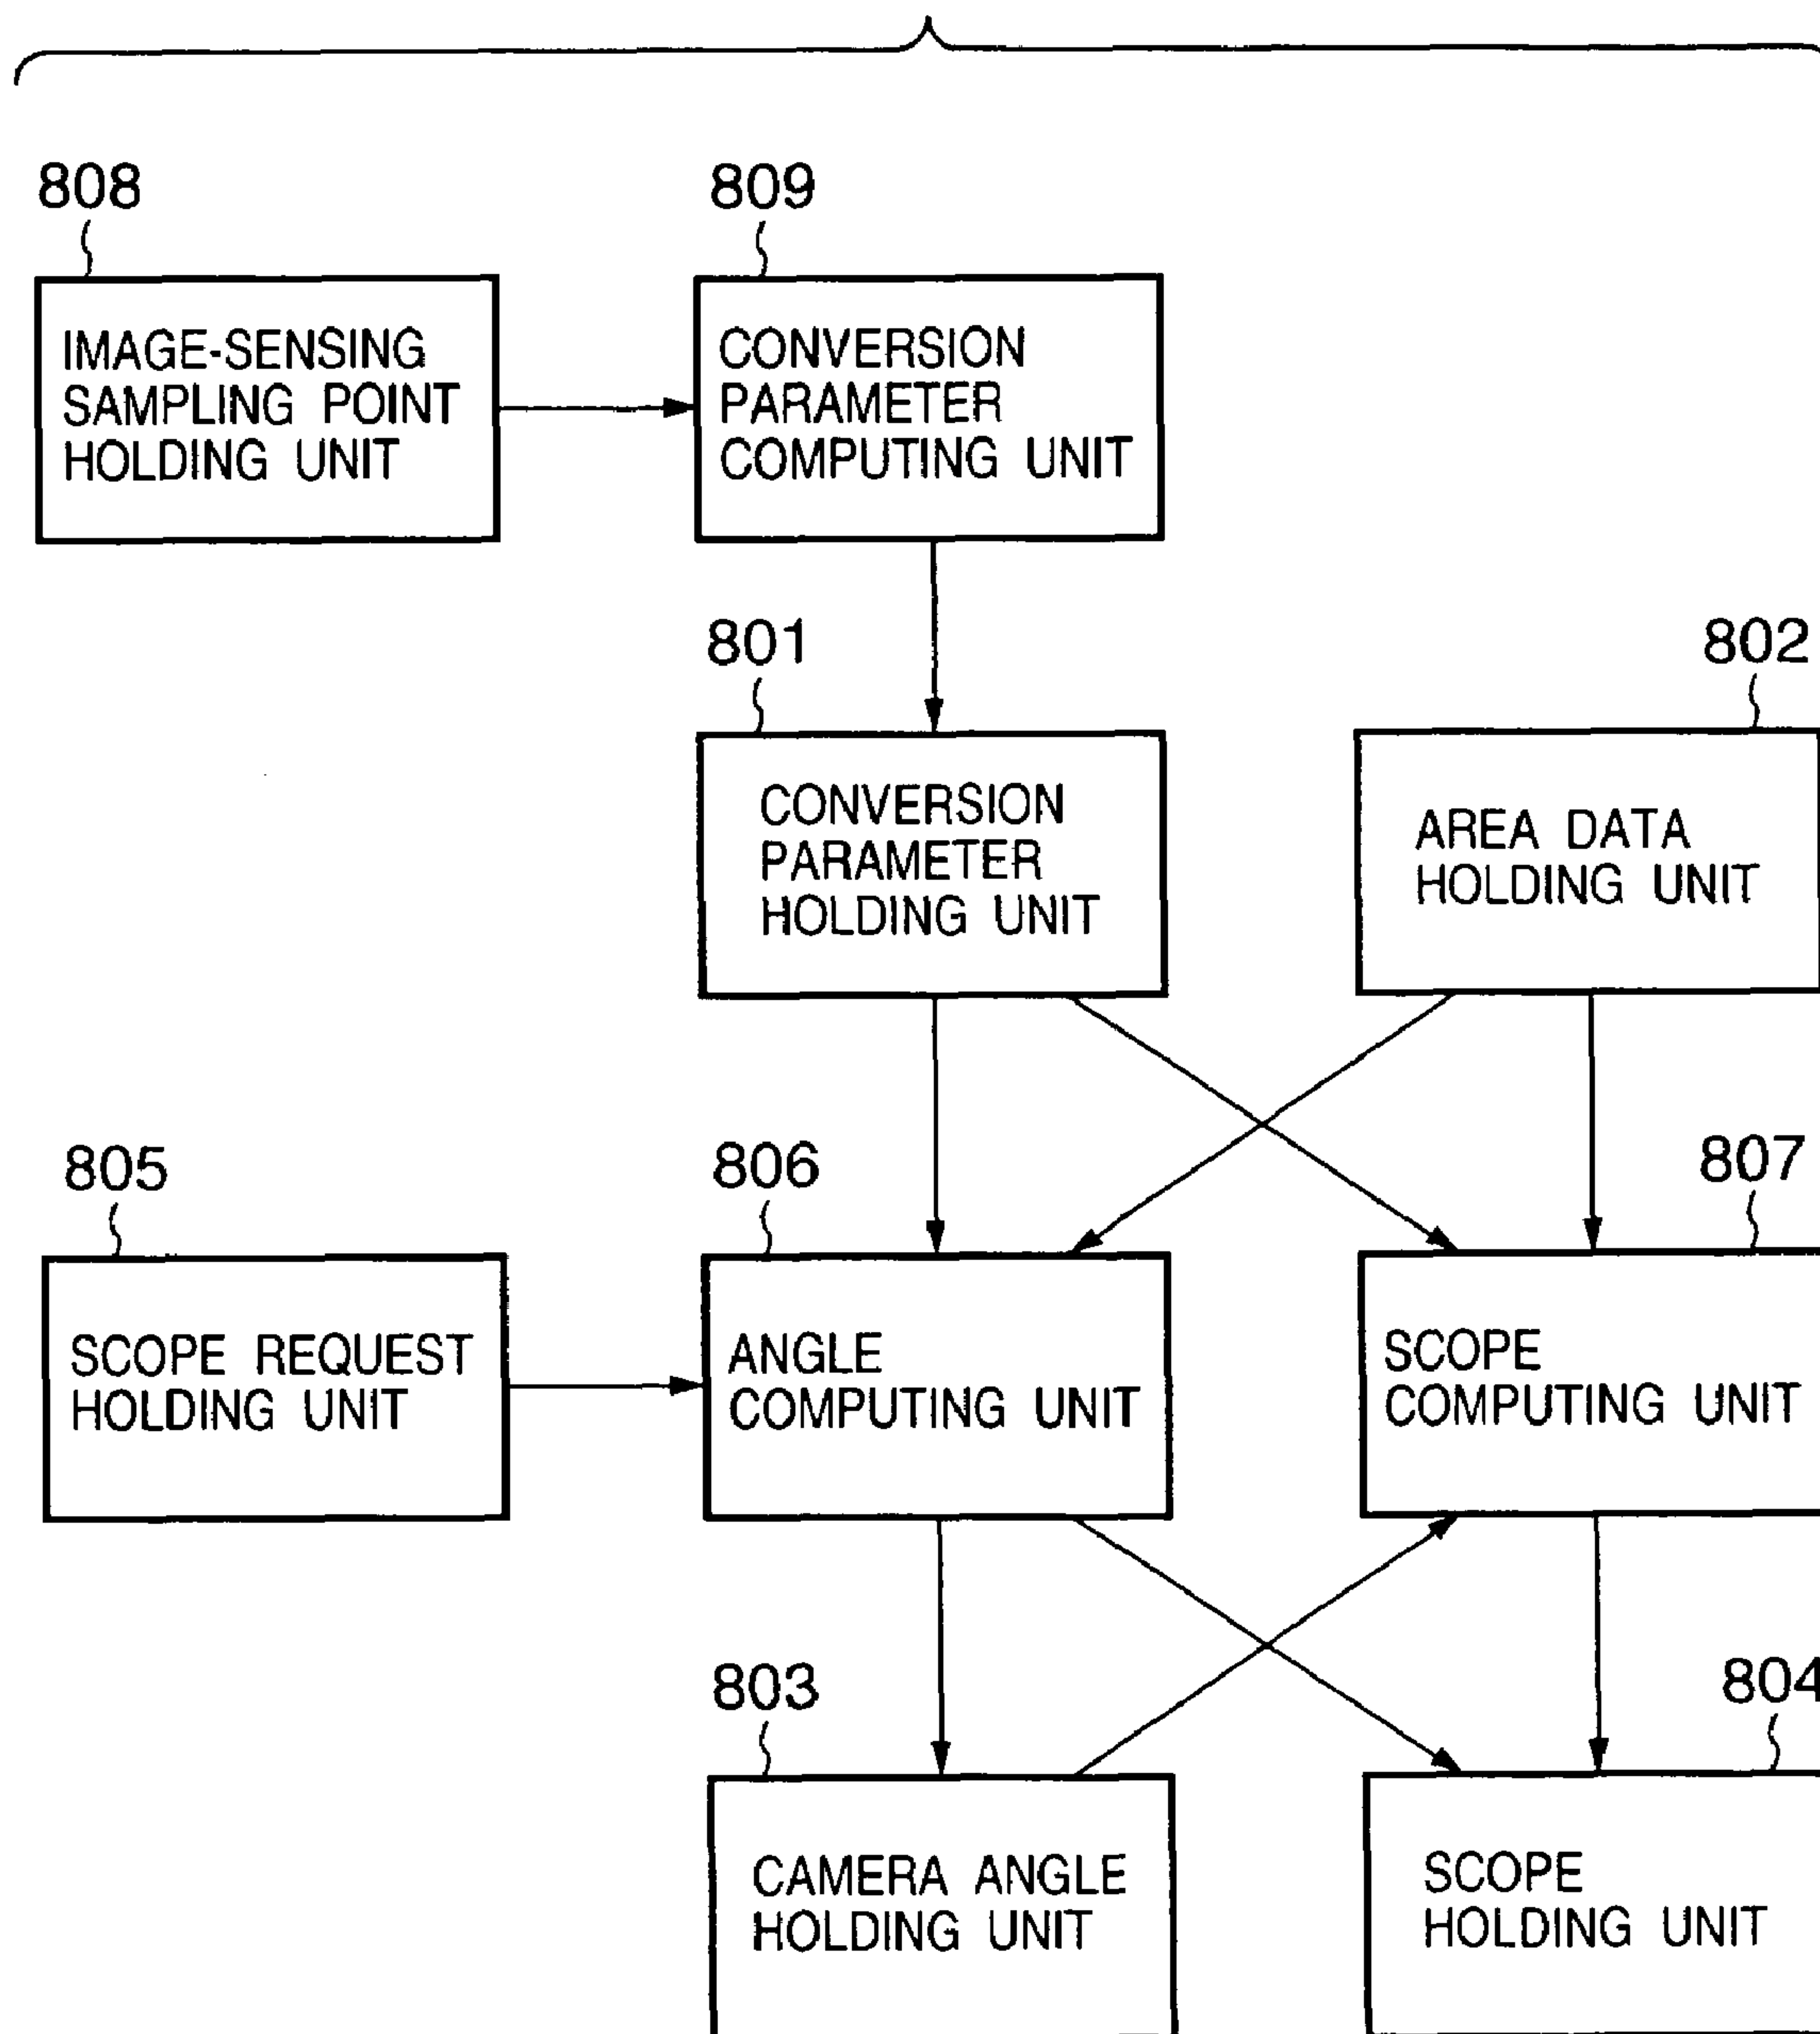 808
809
IMAGE-SENSING
SAMPLING POINT
HOLDING UNIT
CONVERSION
PARAMETER
COMPUTING UNIT
801
802
CONVERSION
PARAMETER
HOLDING UNIT
AREA DATA
HOLDING UNIT
805
806
807
SCOPE REQUEST
HOLDING UNIT
ANGLE
COMPUTING UNIT
SCOPE
COMPUTING UNIT
803
804
CAMERA ANGLE
HOLDING UNIT
SCOPE
HOLDING UNIT